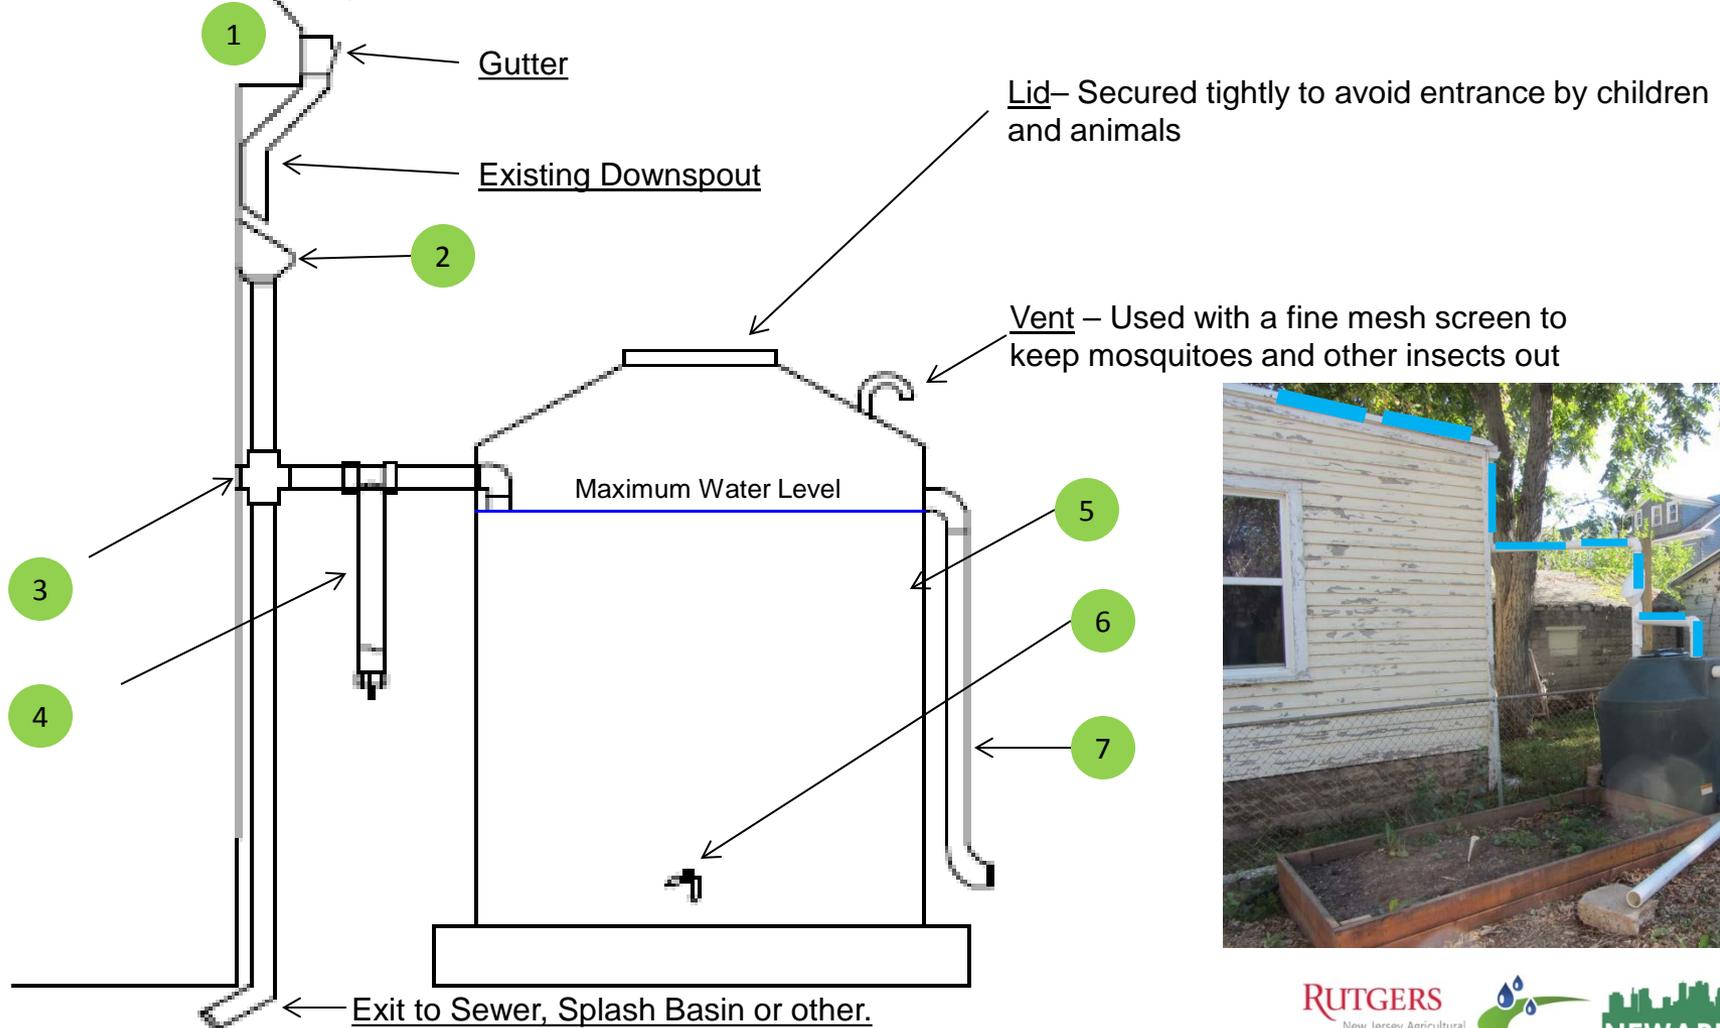 1
Gutter
Lid– Secured tightly to avoid entrance by children
and animals
Existing Downspout
2
Vent – Used with a fine mesh screen to
keep mosquitoes and other insects out
Maximum Water Level
5
3
6
4
7
Exit to Sewer, Splash Basin or other.
RUTGERS
New Jersey Agricultural